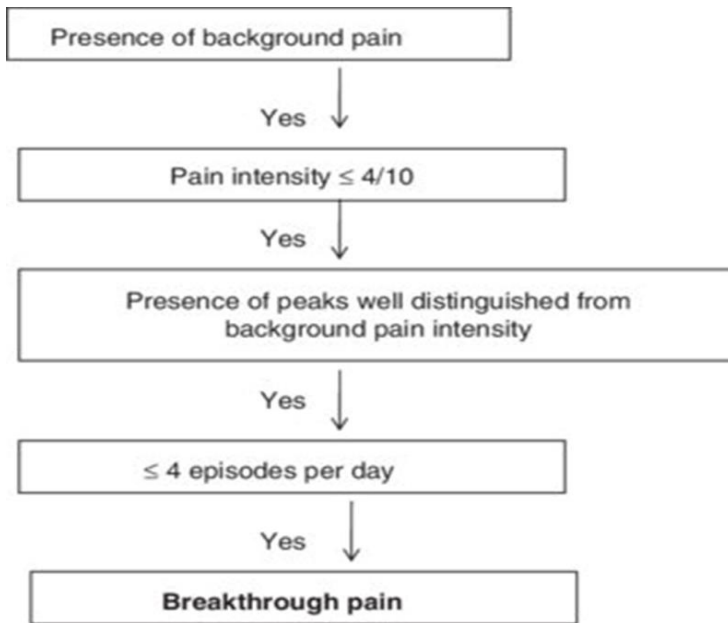 Presence of background pain
Yes
Pain intensity ≤ 4/10
Yes
Presence of peaks well distinguished from
background pain intensity
Yes
≤ 4 episodes per day
Yes
Breakthrough pain